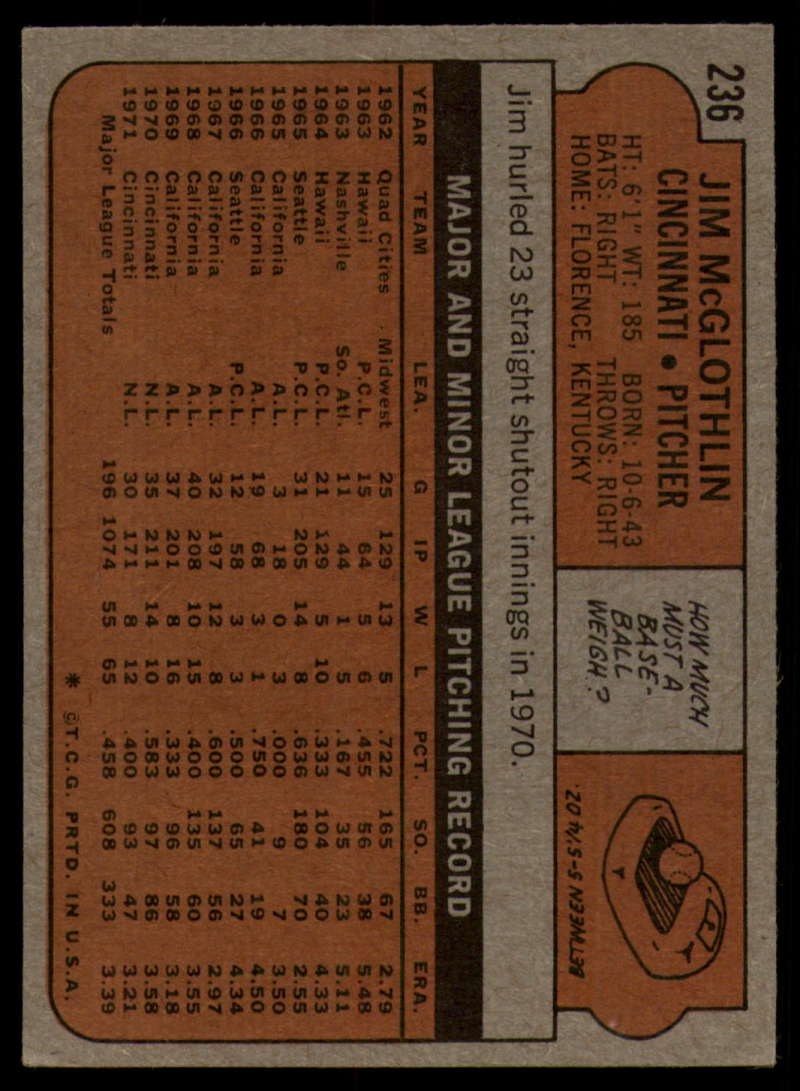 236
JIM McGLOTHLIN
CINCINNATI • PITCHER
HT: 6'1" WT: 185 BORN: 10-6-43
BATS: RIGHT THROWS: RIGHT
HOME: FLORENCE, KENTUCKY
HOW MUCH
MUST A
BASE-
BALL
WEIGH?
BETWEEN 5-5¼ OZ.
Jim hurled 23 straight shutout innings in 1970.
MAJOR AND MINOR LEAGUE PITCHING RECORD
YEAR TEAM LEA. G IP W L PCT. SO. BB. ERA.
1962 Quad Cities Midwest 25 129 13 5 .722 165 67 2.79
1963 Hawaii P.C.L. 15 64 5 6 .455 56 38 5.48
1963 Nashville So. Atl. 11 44 1 5 .167 35 23 5.11
1964 Hawaii P.C.L. 21 129 5 10 .333 104 40 4.33
1965 Seattle P.C.L. 31 205 14 8 .636 180 70 2.55
1965 California A.L. 3 18 0 3 .000 9 7 3.50
1966 California A.L. 19 68 3 1 .750 41 19 4.50
1966 Seattle P.C.L. 12 58 3 3 .500 65 27 4.34
1967 California A.L. 32 197 12 8 .600 137 56 2.97
1968 California A.L. 40 208 10 15 .400 135 60 3.55
1969 California A.L. 37 201 8 16 .333 96 58 3.18
1970 Cincinnati N.L. 35 211 14 10 .583 97 86 3.58
1971 Cincinnati N.L. 30 171 8 12 .400 93 47 3.21
Major League Totals 196 1074 55 65 .458 608 333 3.39
* ©T.C.G. PRTD. IN U.S.A.